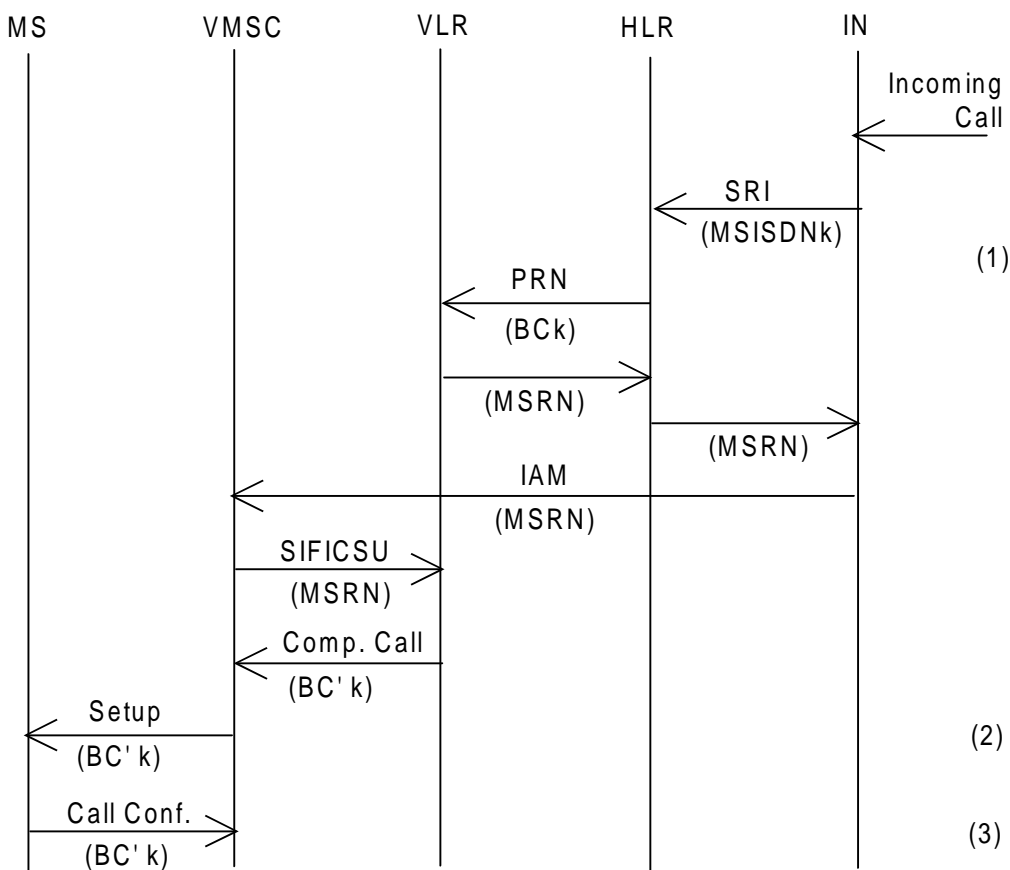 MS VMSC VLR HLR IN
Incoming
Call
SRI
(MSISDNk)
(1)
PRN
(BCk)
(MSRN)
(MSRN)
IAM
(MSRN)
SIFICSU
(MSRN)
Comp. Call
(BC'k)
Setup
(BC'k)
(2)
Call Conf.
(BC'k)
(3)